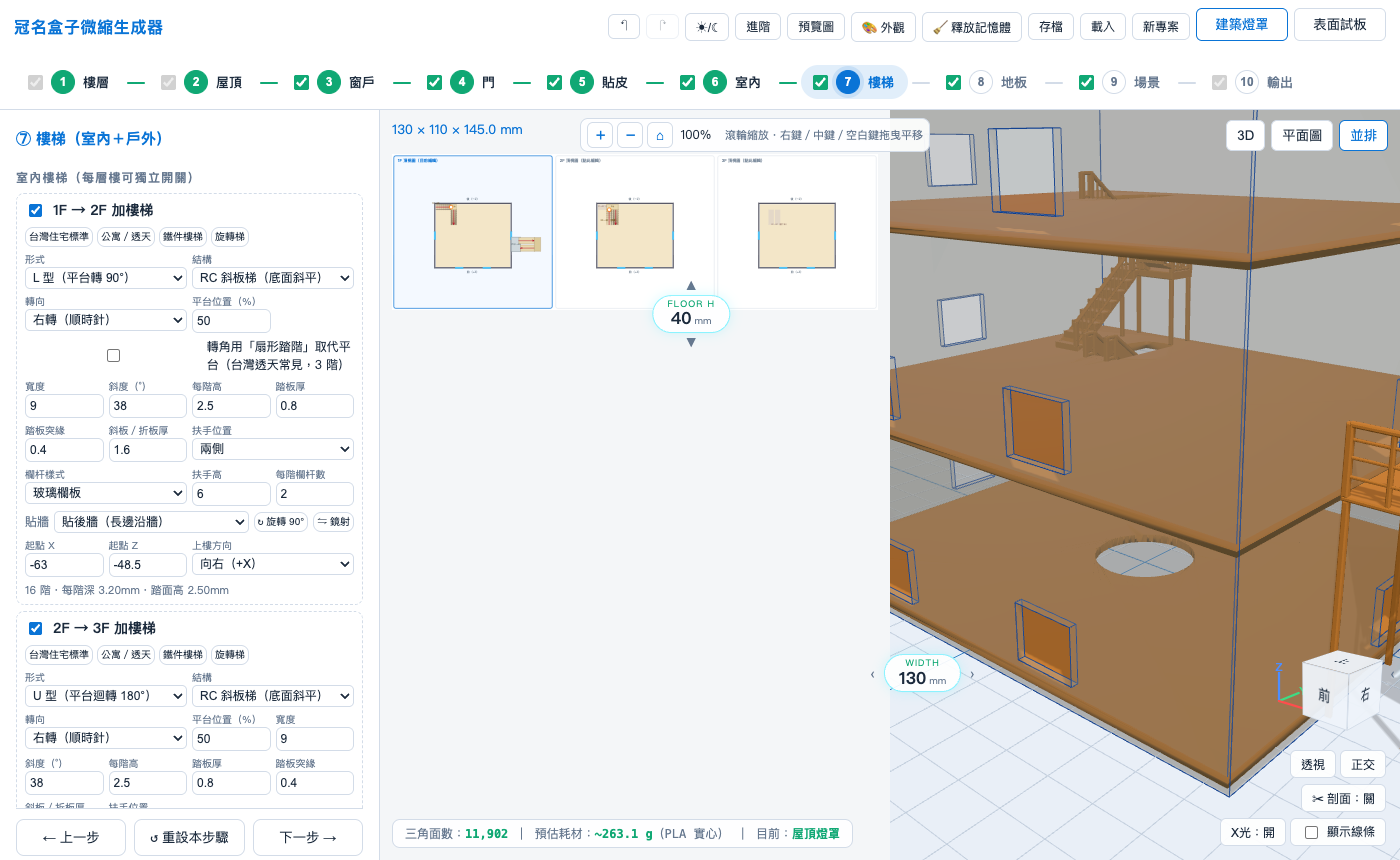 冠名盒子微縮生成器
☀/☾ 進階 預覽圖 🎨 外觀 🧹 釋放記憶體 存檔 載入 新專案 建築燈罩 表面試板
1 樓層 2 屋頂 3 窗戶 4 門 5 貼皮 6 室內 7 樓梯 8 地板 9 場景 10 輸出
⑦ 樓梯（室內＋戶外）
室內樓梯（每層樓可獨立開關）
1F → 2F 加樓梯
台灣住宅標準 公寓 / 透天 鐵件樓梯 旋轉梯
形式 結構
L 型（平台轉 90°） RC 斜板梯（底面斜平）
轉向 平台位置（%）
右轉（順時針） 50
轉角用「扇形踏階」取代平台（台灣透天常見，3 階）
寬度 斜度（°） 每階高 踏板厚
9 38 2.5 0.8
踏板突緣 斜板 / 折板厚 扶手位置
0.4 1.6 兩側
欄杆樣式 扶手高 每階欄杆數
玻璃欄板 6 2
貼牆 貼後牆（長邊沿牆） ↻ 旋轉 90° ⇋ 鏡射
起點 X 起點 Z 上樓方向
-63 -48.5 向右（+X）
16 階 · 每階深 3.20mm · 踏面高 2.50mm
2F → 3F 加樓梯
台灣住宅標準 公寓 / 透天 鐵件樓梯 旋轉梯
形式 結構
U 型（平台迴轉 180°） RC 斜板梯（底面斜平）
轉向 平台位置（%） 寬度
右轉（順時針） 50 9
斜度（°） 每階高 踏板厚 踏板突緣
38 2.5 0.8 0.4
斜板 / 折板厚 扶手位置
← 上一步 ↺ 重設本步驟 下一步 →
130 × 110 × 145.0 mm
+ − ⌂ 100% 滾輪縮放 · 右鍵 / 中鍵 / 空白鍵拖曳平移
3D 平面圖 並排
FLOOR H
40 mm
WIDTH
130 mm
Z
前 右
透視 正交
✂ 剖面：關
X光：開 顯示線條
三角面數：11,902 | 預估耗材：~263.1 g (PLA 實心) | 目前：屋頂燈罩